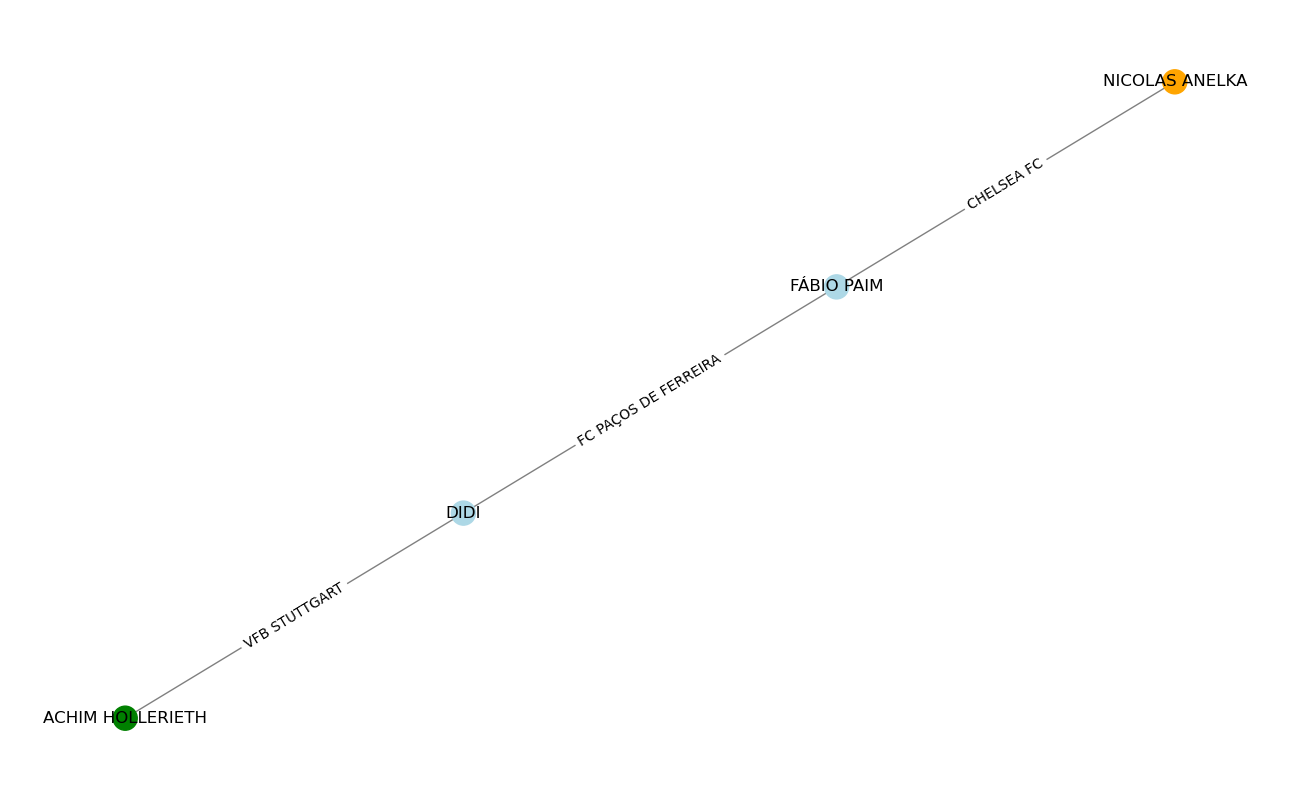 NICOLAS ANELKA
CHELSEA FC
FÁBIO PAIM
FC PAÇOS DE FERREIRA
DIDI
VFB STUTTGART
ACHIM HOLLERIETH